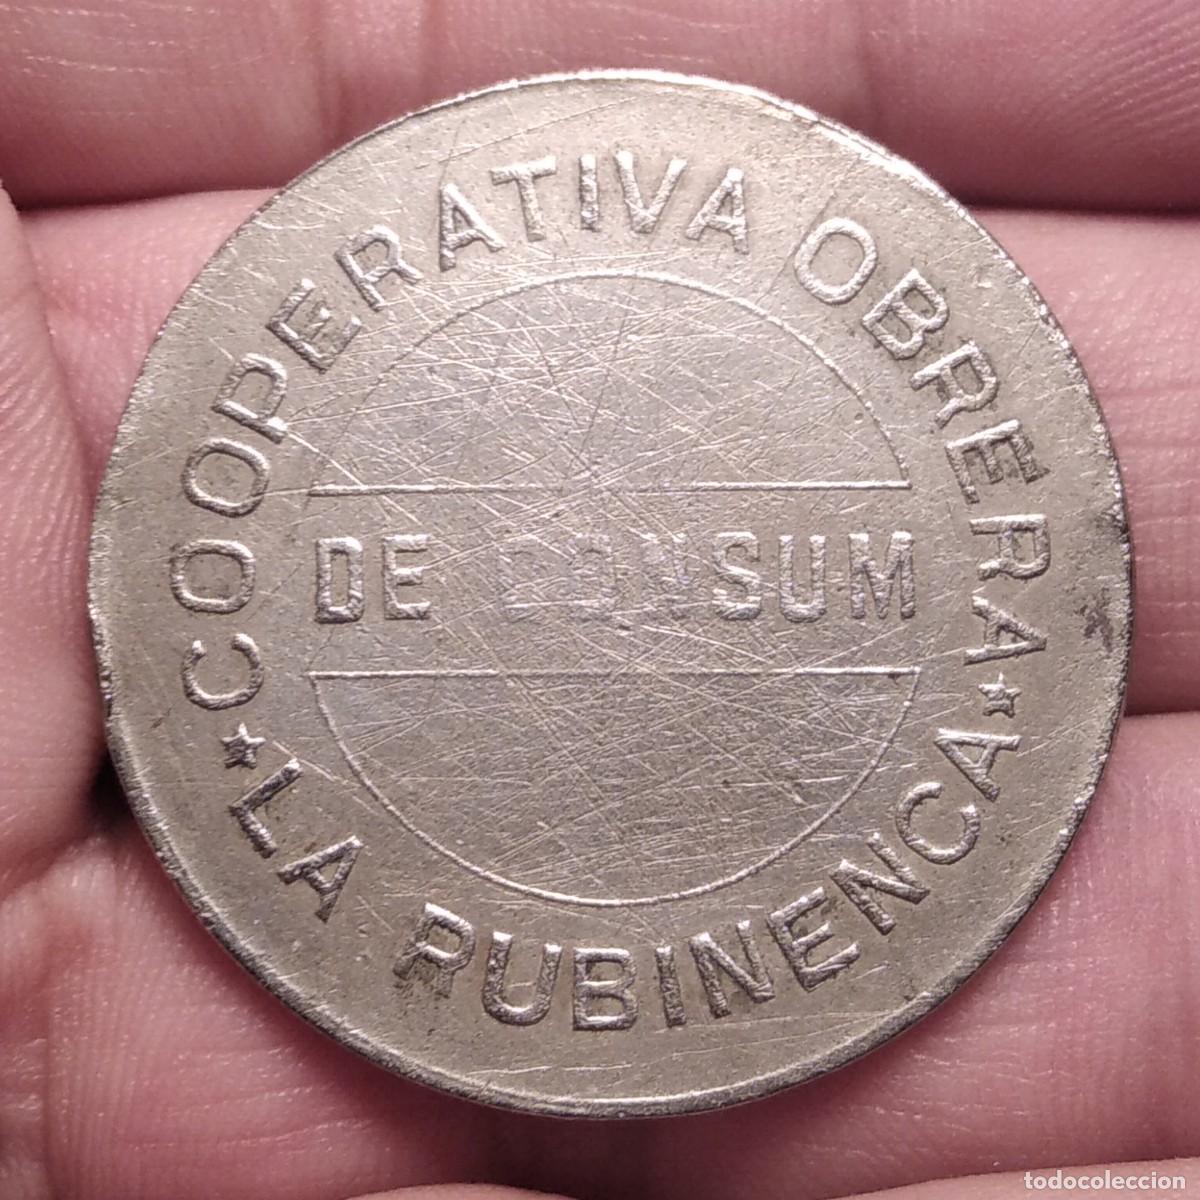 COOPERATIVA OBRERA
DE CONSUM
LA RUBINENCA
todocoleccion